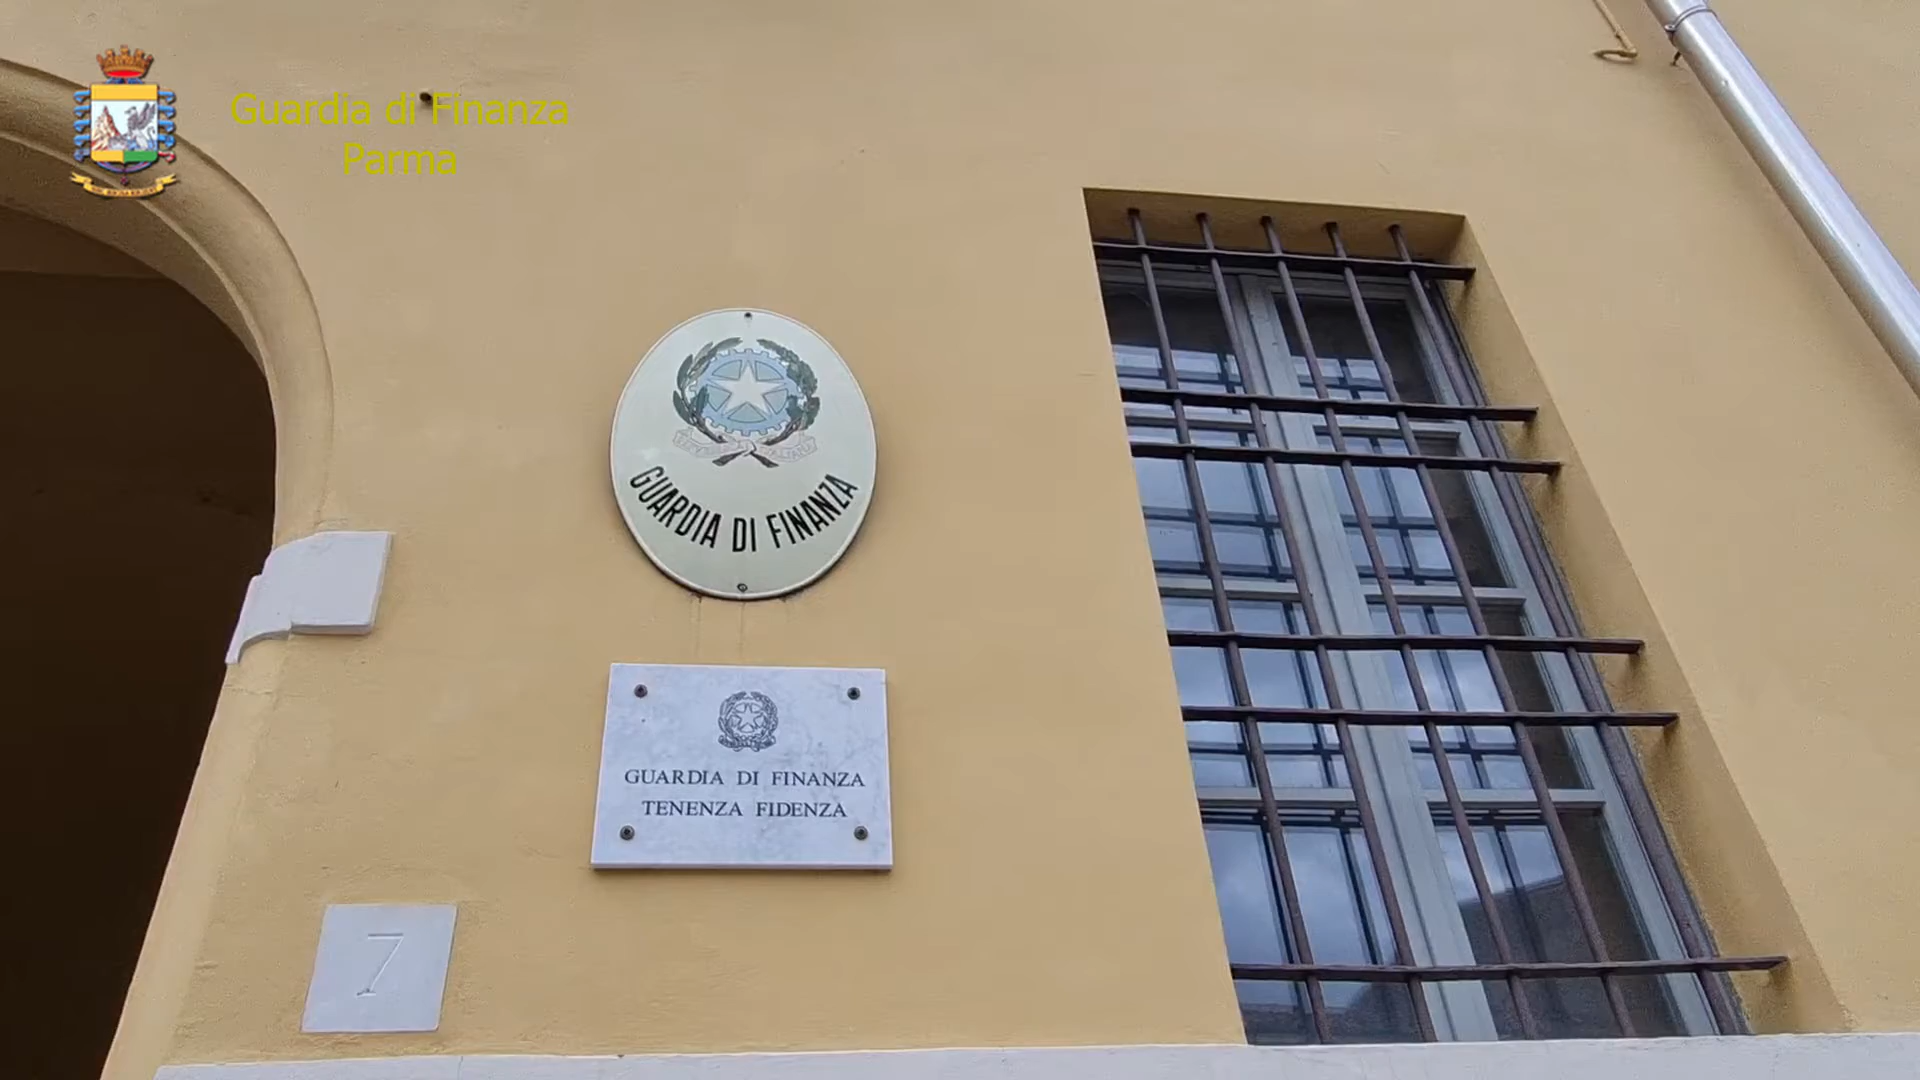 Guardia di Finanza
Parma
GUARDIA DI FINANZA
GUARDIA DI FINANZA
TENENZA FIDENZA
7